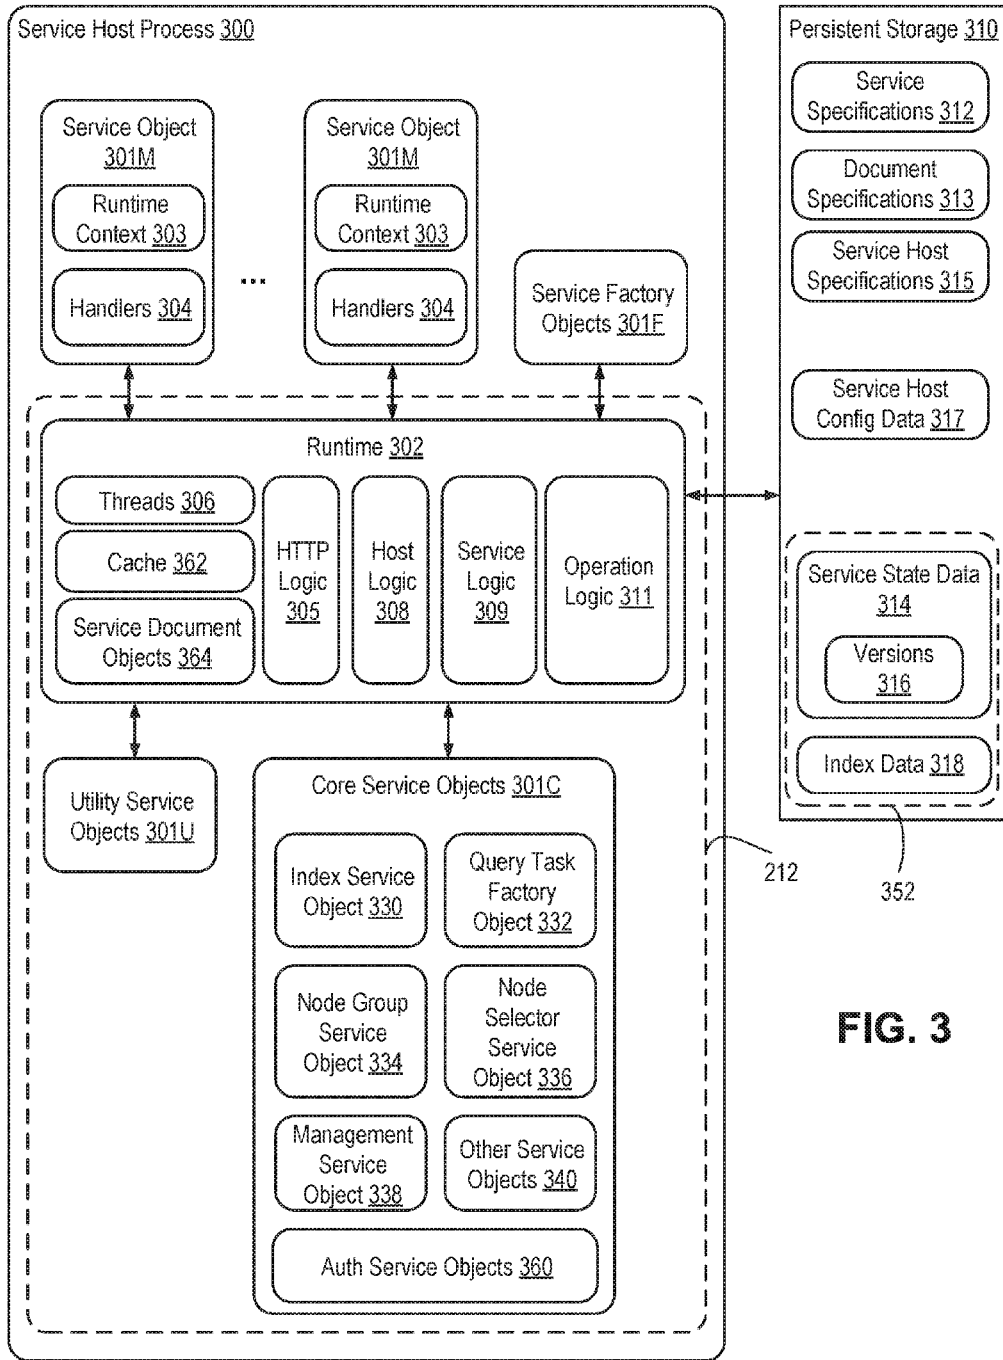 Service Host Process 300
Service Object
301M
Runtime
Context 303
Handlers 304
...
Service Object
301M
Runtime
Context 303
Handlers 304
Service Factory
Objects 301F
Runtime 302
Threads 306
Cache 362
Service Document
Objects 364
HTTP
Logic
305
Host
Logic
308
Service
Logic
309
Operation
Logic 311
Utility Service
Objects 301U
Core Service Objects 301C
Index Service
Object 330
Query Task
Factory
Object 332
Node Group
Service
Object 334
Node
Selector
Service
Object 336
Management
Service
Object 338
Other Service
Objects 340
Auth Service Objects 360
212
Persistent Storage 310
Service
Specifications 312
Document
Specifications 313
Service Host
Specifications 315
Service Host
Config Data 317
Service State Data
314
Versions
316
Index Data 318
352
FIG. 3